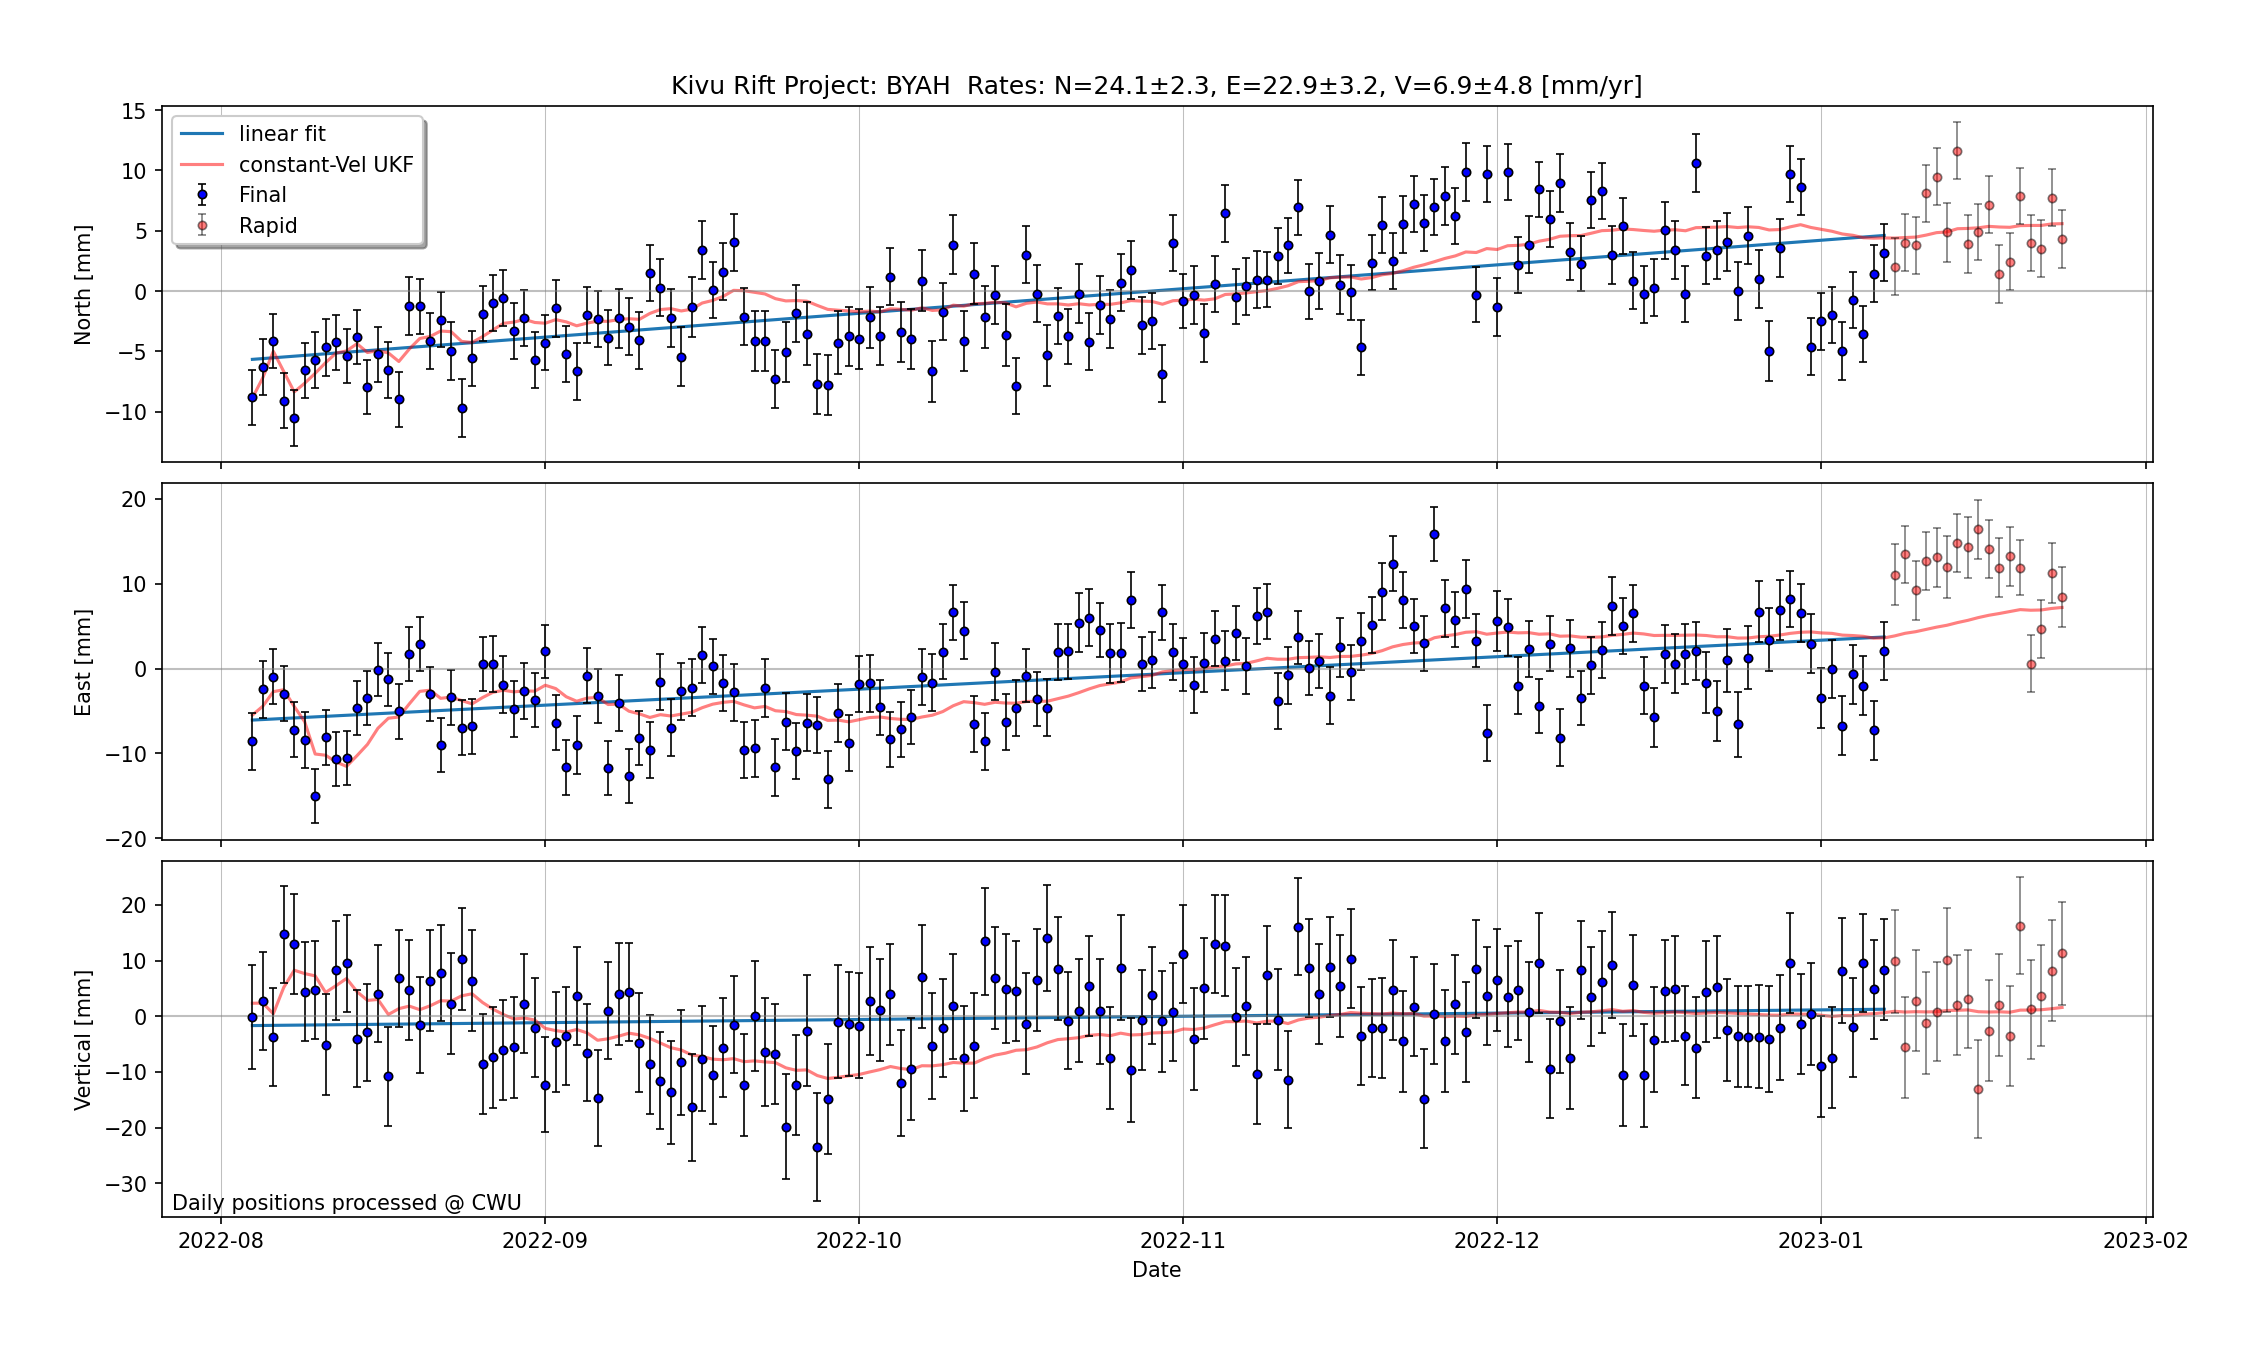 Kivu Rift Project: BYAH  Rates: N=24.1±2.3, E=22.9±3.2, V=6.9±4.8 [mm/yr]
North [mm]
15
10
5
0
−5
−10
linear fit
constant-Vel UKF
Final
Rapid
East [mm]
20
10
0
−10
−20
Vertical [mm]
20
10
0
−10
−20
−30
Daily positions processed @ CWU
2022-08 2022-09 2022-10 2022-11 2022-12 2023-01 2023-02
Date